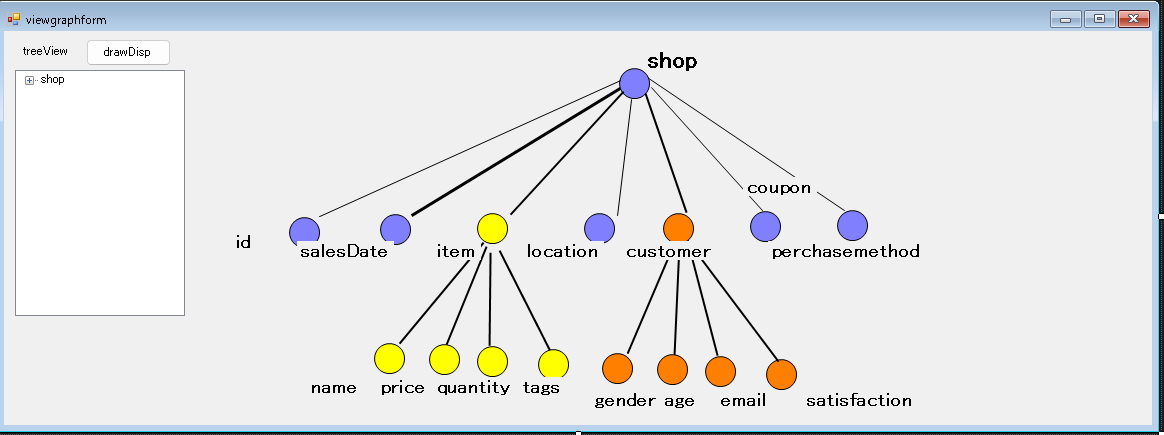 viewgraphform
treeView
drawDisp
shop
shop
coupon
id
salesDate
item
location
customer
perchasemethod
name
price
quantity
tags
gender
age
email
satisfaction